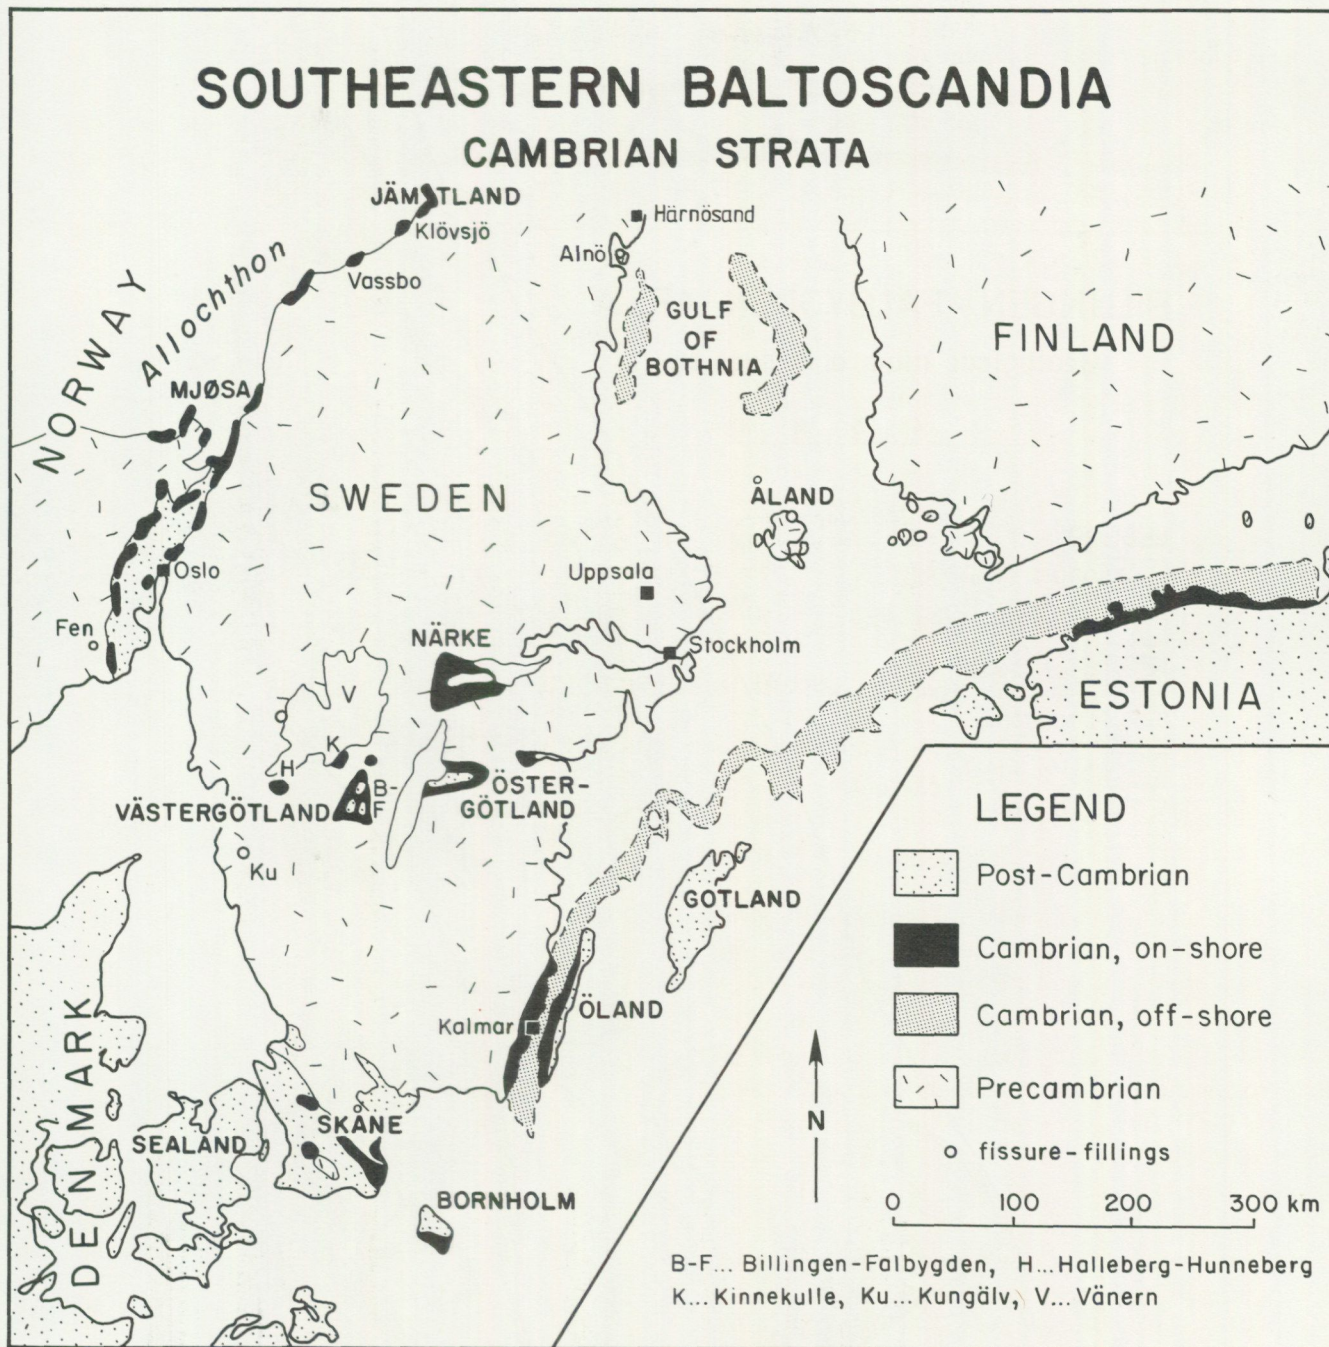 SOUTHEASTERN BALTOSCANDIA
CAMBRIAN STRATA
JÄMTLAND
Härnösand
Klövsjö
Alnö
Vassbo
NORWAY
Allochthon
GULF
OF
BOTHNIA
FINLAND
MJØSA
SWEDEN
ÅLAND
Oslo
Uppsala
Fen
NÄRKE
Stockholm
V
ESTONIA
K
H
B-
F
VÄSTERGÖTLAND
ÖSTER-
GÖTLAND
Ku
GOTLAND
Kalmar
ÖLAND
DENMARK
SEALAND
SKÅNE
BORNHOLM
LEGEND
Post-Cambrian
Cambrian, on-shore
Cambrian, off-shore
Precambrian
fissure-fillings
N
0 100 200 300 km
B-F... Billingen-Falbygden, H...Halleberg-Hunneberg
K...Kinnekulle, Ku...Kungälv, V...Vänern